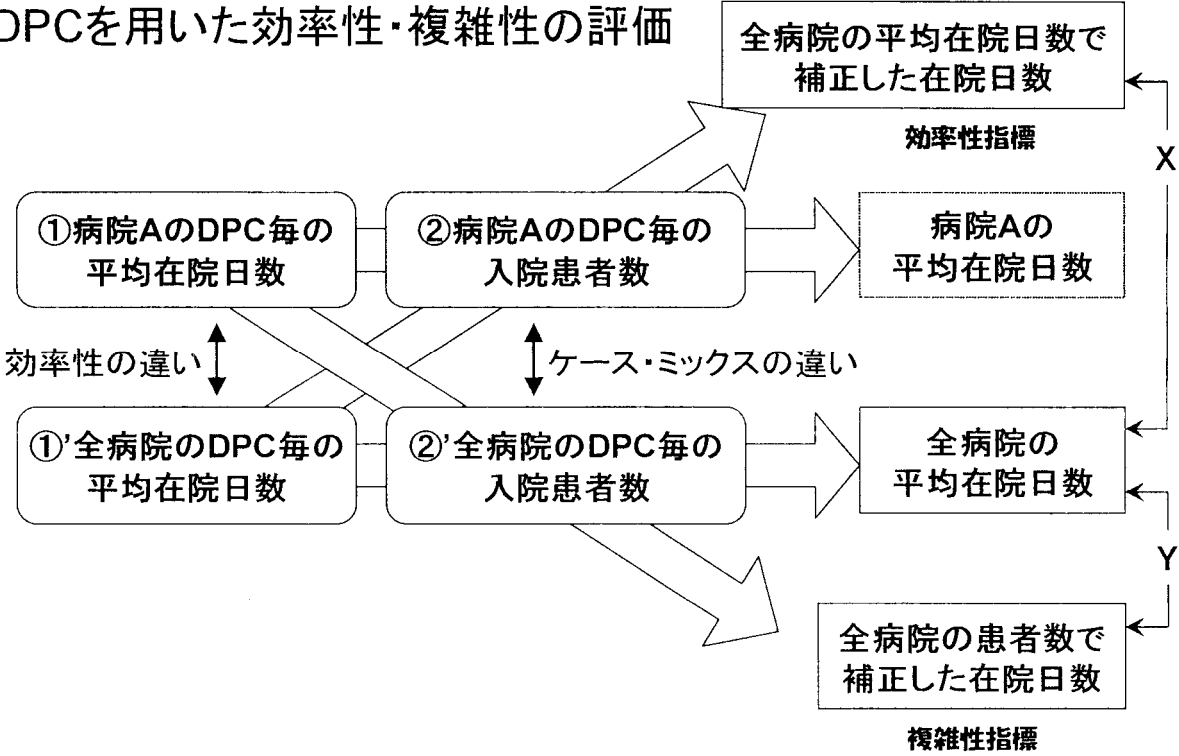 DPCを用いた効率性・複雑性の評価
全病院の平均在院日数で
補正した在院日数
効率性指標
X
①病院AのDPC毎の
平均在院日数
②病院AのDPC毎の
入院患者数
病院Aの
平均在院日数
効率性の違い
ケース・ミックスの違い
①'全病院のDPC毎の
平均在院日数
②'全病院のDPC毎の
入院患者数
全病院の
平均在院日数
Y
全病院の患者数で
補正した在院日数
複雑性指標